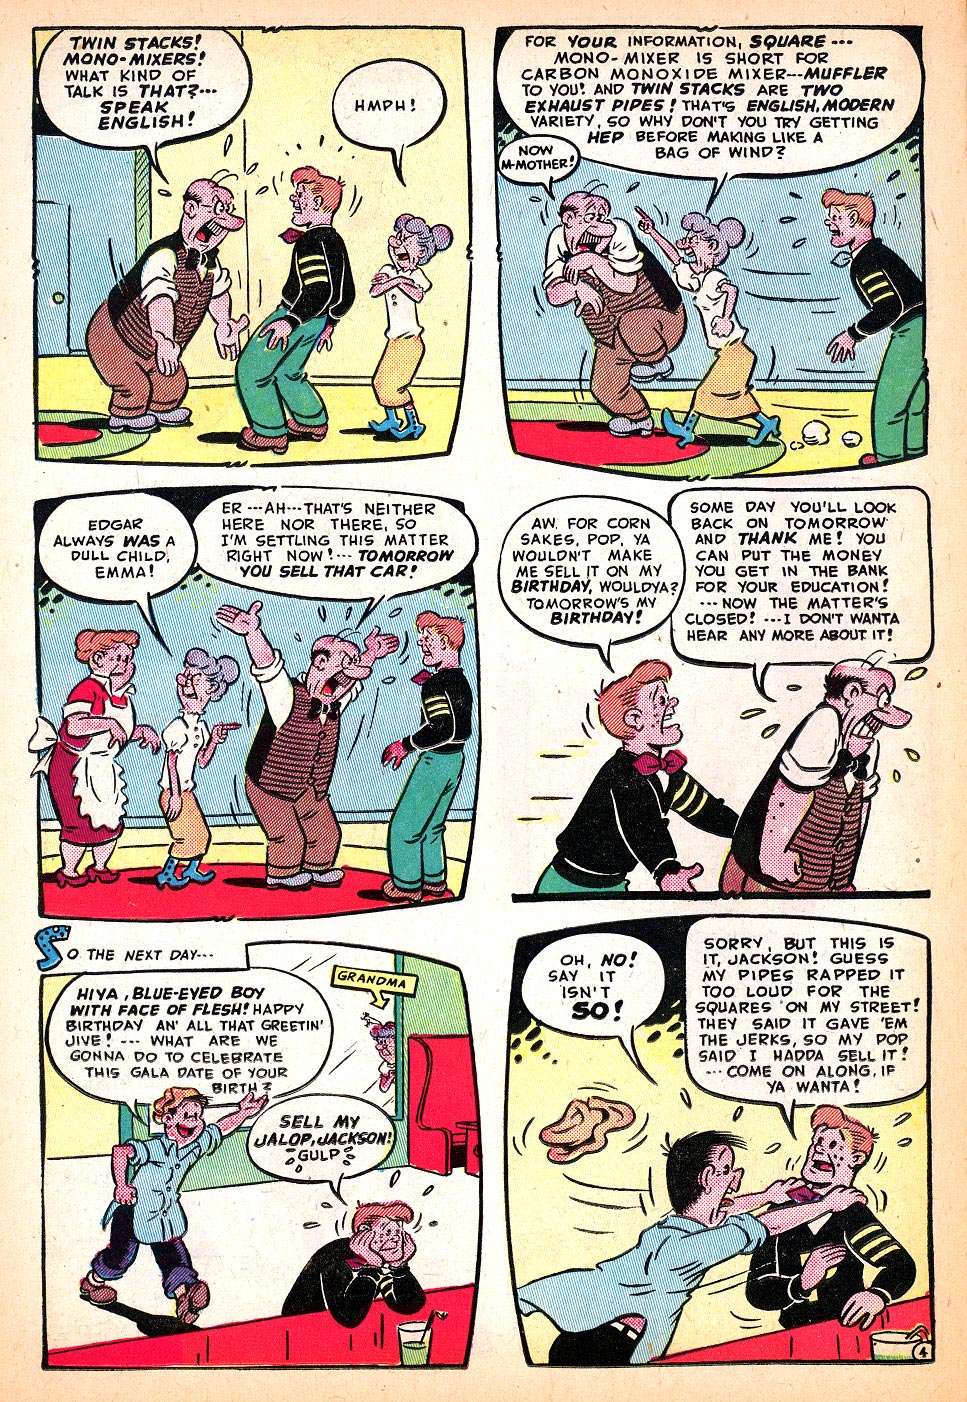 TWIN STACKS!
MONO-MIXERS!
WHAT KIND OF
TALK IS THAT?---
SPEAK
ENGLISH!
HMPH!
NOW
M-MOTHER!
FOR YOUR INFORMATION, SQUARE---
MONO-MIXER IS SHORT FOR
CARBON MONOXIDE MIXER---MUFFLER
TO YOU! AND TWIN STACKS ARE TWO
EXHAUST PIPES! THAT'S ENGLISH, MODERN
VARIETY, SO WHY DON'T YOU TRY GETTING
HEP BEFORE MAKING LIKE A
BAG OF WIND?
EDGAR
ALWAYS WAS A
DULL CHILD,
EMMA!
ER---AH---THAT'S NEITHER
HERE NOR THERE, SO
I'M SETTLING THIS MATTER
RIGHT NOW!--- TOMORROW
YOU SELL THAT CAR!
AW, FOR CORN
SAKES, POP, YA
WOULDN'T MAKE
ME SELL IT ON MY
BIRTHDAY, WOULDYA?
TOMORROW'S MY
BIRTHDAY!
SOME DAY YOU'LL LOOK
BACK ON TOMORROW
AND THANK ME! YOU
CAN PUT THE MONEY
YOU GET IN THE BANK
FOR YOUR EDUCATION!
---NOW THE MATTER'S
CLOSED! ---I DON'T WANTA
HEAR ANY MORE ABOUT IT!
SO THE NEXT DAY---
HIYA, BLUE-EYED BOY
WITH FACE OF FLESH! HAPPY
BIRTHDAY AN' ALL THAT GREETIN'
JIVE! --- WHAT ARE WE
GONNA DO TO CELEBRATE
THIS GALA DATE OF YOUR
BIRTH?
GRANDMA
SELL MY
JALOP, JACKSON!
GULP
OH, NO!
SAY IT
ISN'T
SO!
SORRY, BUT THIS IS
IT, JACKSON! GUESS
MY PIPES RAPPED IT
TOO LOUD FOR THE
SQUARES ON MY STREET!
THEY SAID IT GAVE 'EM
THE JERKS, SO MY POP
SAID I HADDA SELL IT!
---COME ON ALONG, IF
YA WANTA!
4